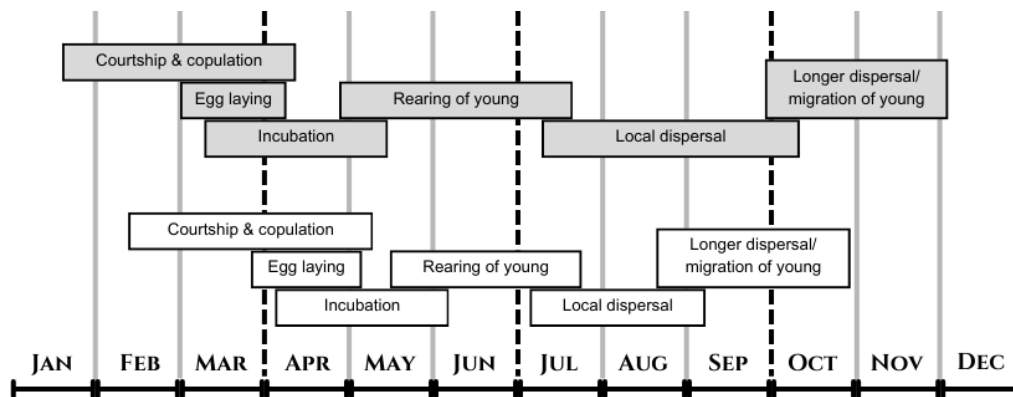 Courtship & copulation
Egg laying
Rearing of young
Longer dispersal/
migration of young
Incubation
Local dispersal
Courtship & copulation
Egg laying
Rearing of young
Longer dispersal/
migration of young
Incubation
Local dispersal
JAN FEB MAR APR MAY JUN JUL AUG SEP OCT NOV DEC